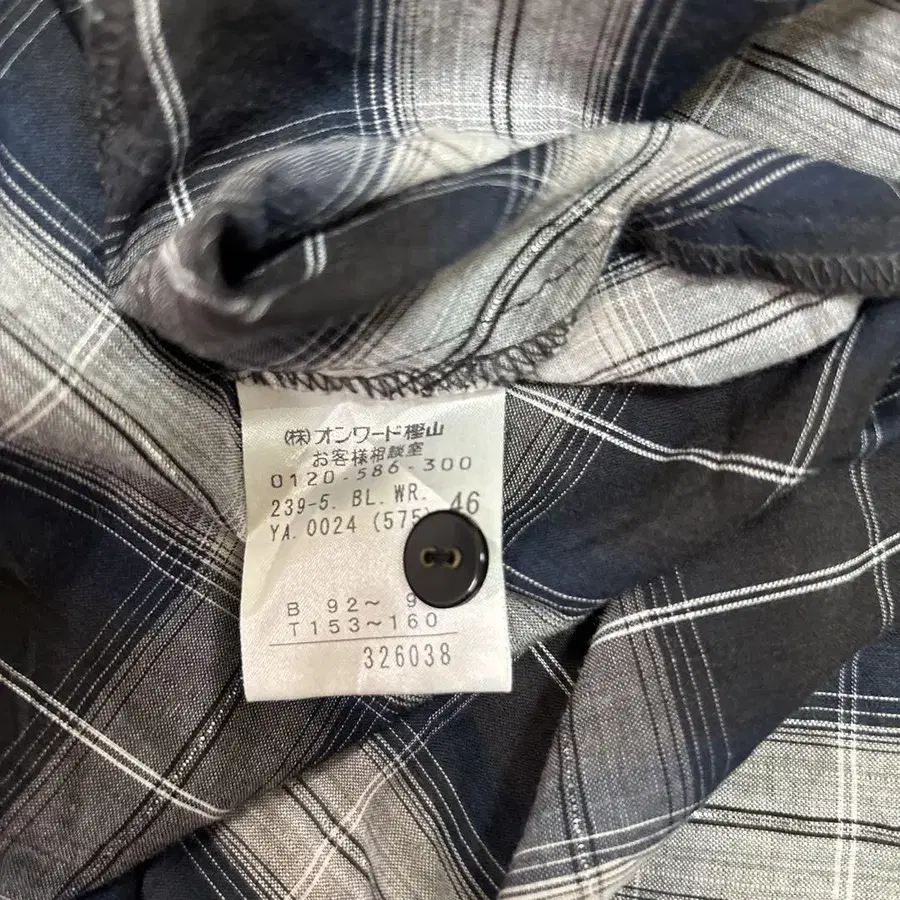 (株)オンワード樫山
お客様相談室
0120-586-300
239-5. BL. WR. 46
YA. 0024 (575)
B 92～9
T153～160
326038